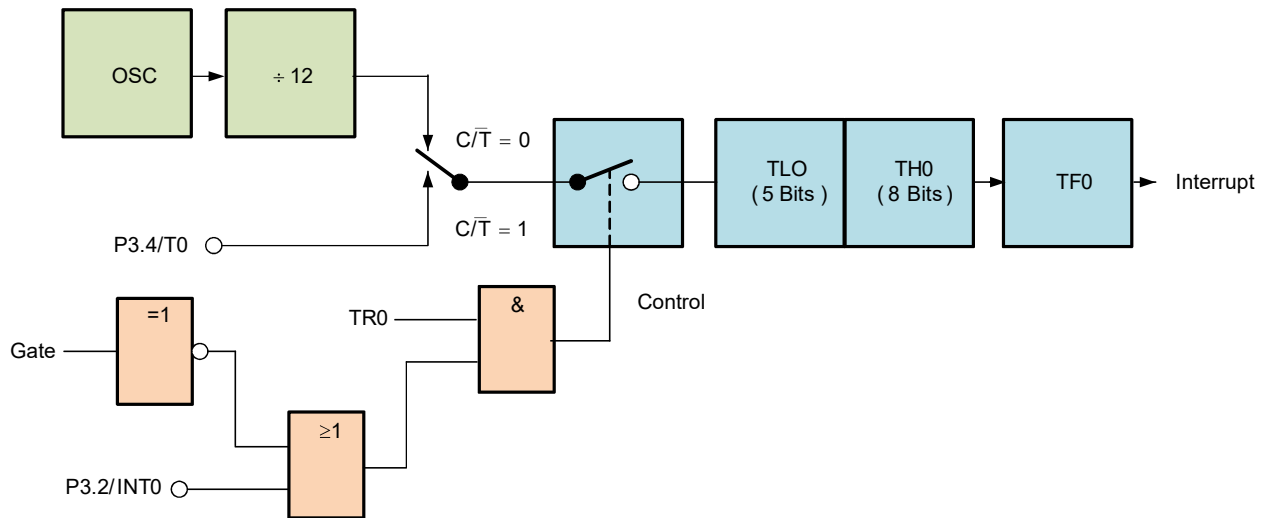 OSC
÷ 12
C/T̅ = 0
C/T̅ = 1
TLO
( 5 Bits )
TH0
( 8 Bits )
TF0
Interrupt
P3.4/T0
Control
TR0
&
=1
Gate
≥1
P3.2/INT0